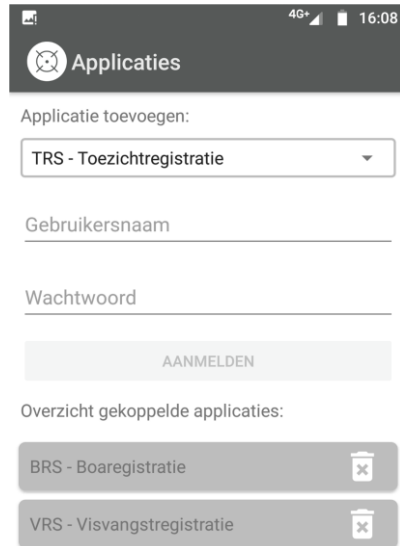 4G+ 16:08
Applicaties
Applicatie toevoegen:
TRS - Toezichtregistratie
Gebruikersnaam
Wachtwoord
AANMELDEN
Overzicht gekoppelde applicaties:
BRS - Boaregistratie
VRS - Visvangstregistratie